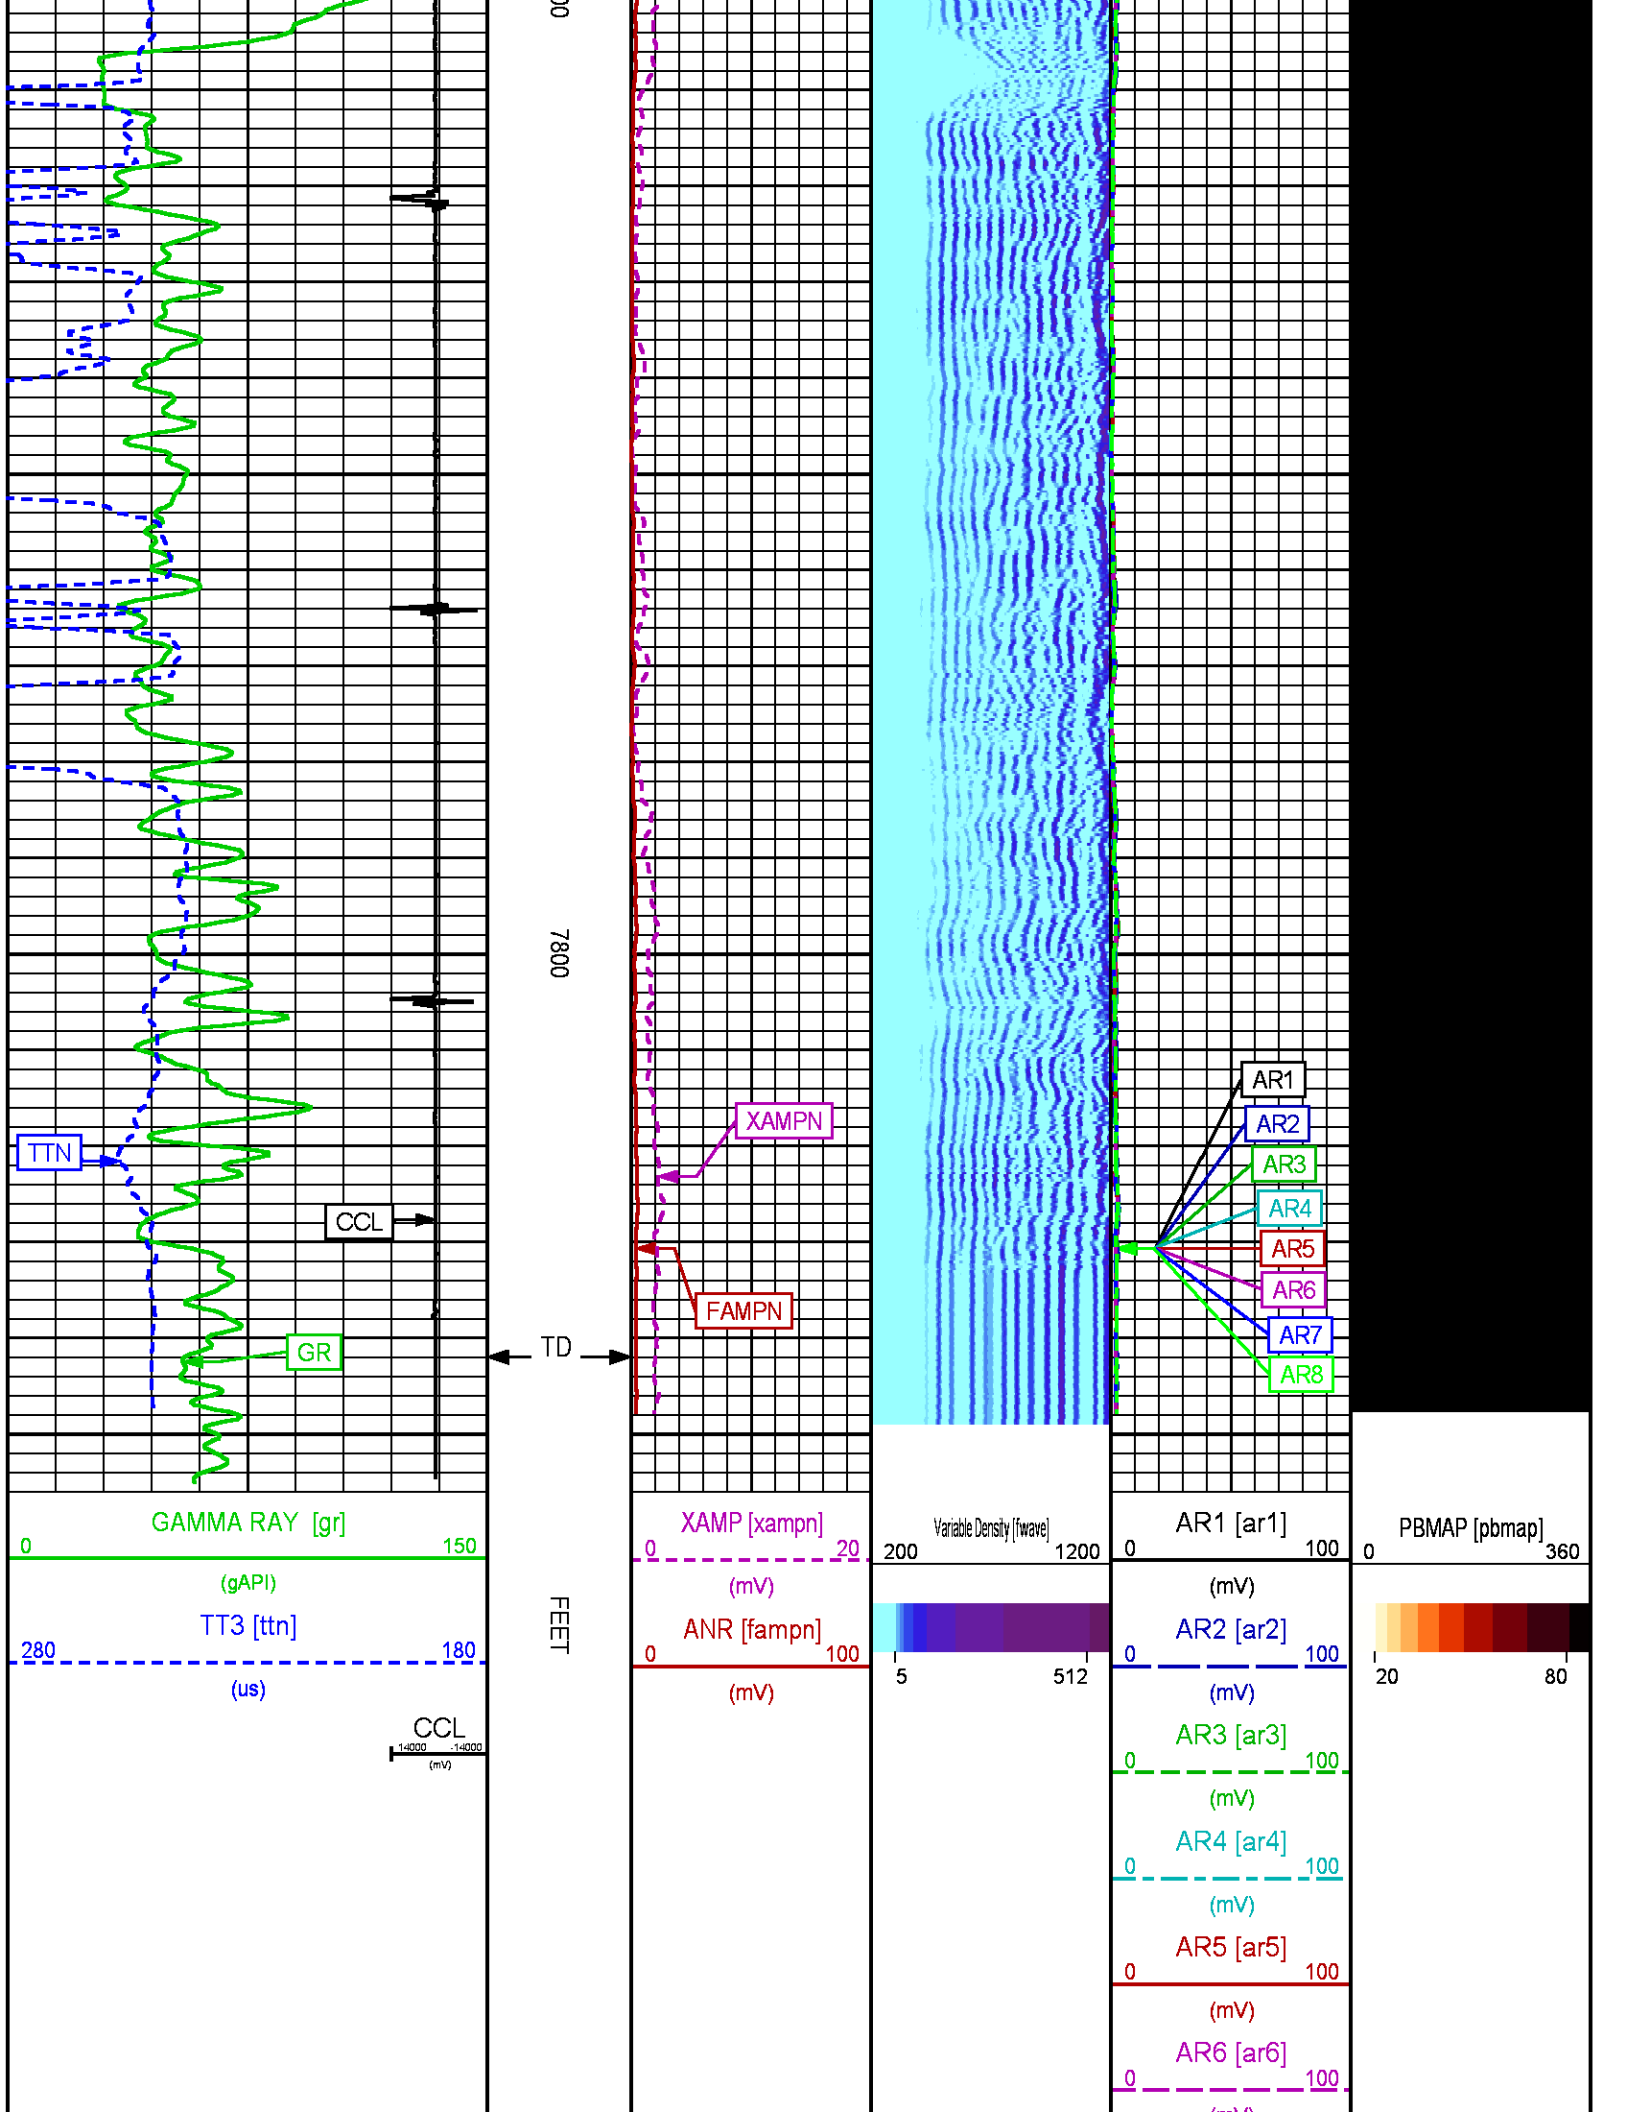 00
7800
AR1
AR2
XAMPN
TTN
AR3
AR4
CCL
AR5
AR6
FAMPN
AR7
TD
GR
AR8
GAMMA RAY [gr]
0 150
(gAPI)
TT3 [ttn]
280 180
(us)
CCL
14000 -14000
(mV)
FEET
XAMP [xampn]
0 20
(mV)
ANR [fampn]
0 100
(mV)
Variable Density [fwave]
200 1200
5 512
AR1 [ar1]
0 100
(mV)
AR2 [ar2]
0 100
(mV)
AR3 [ar3]
0 100
(mV)
AR4 [ar4]
0 100
(mV)
AR5 [ar5]
0 100
(mV)
AR6 [ar6]
0 100
(mV)
PBMAP [pbmap]
0 360
20 80